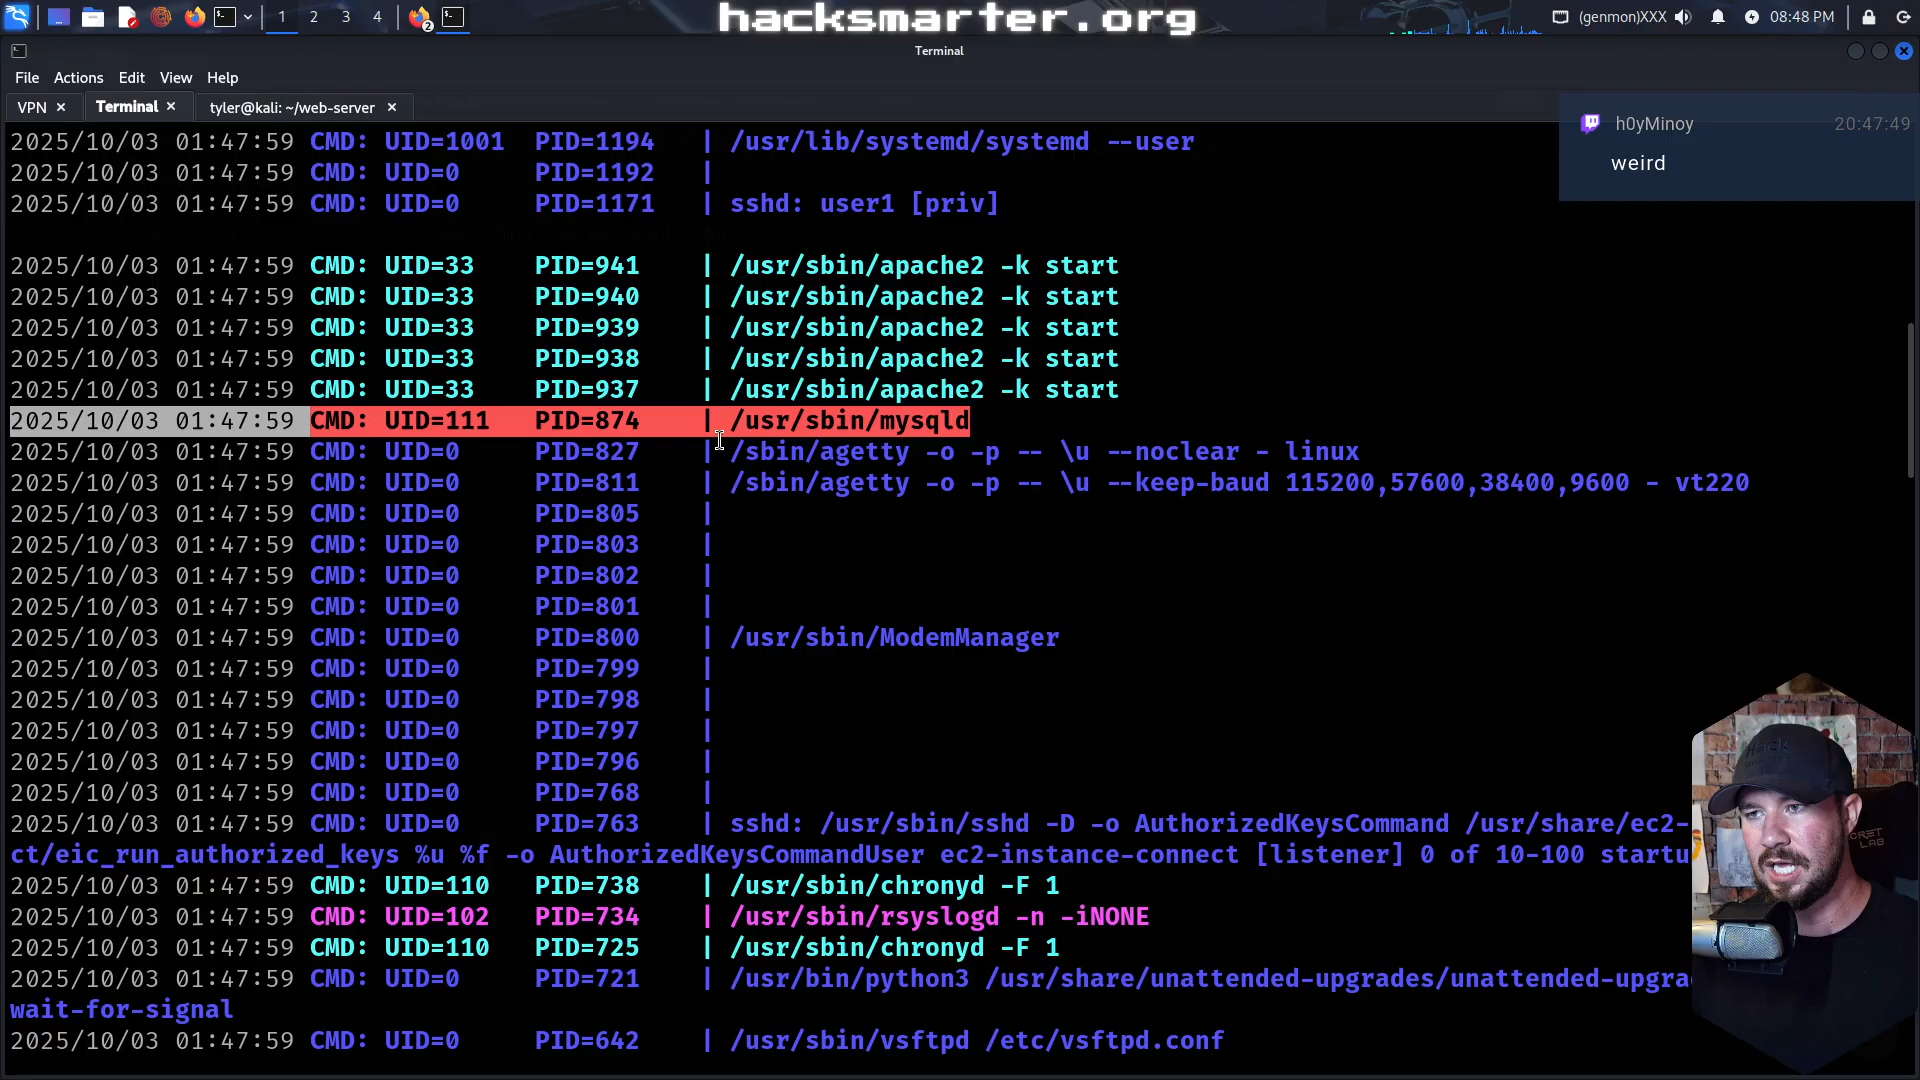 1 2 3 4 2 hacksmarter.org (genmon)XXX 08:48 PM
Terminal
File Actions Edit View Help
VPN Terminal tyler@kali: ~/web-server
h0yMinoy 20:47:49
weird
2025/10/03 01:47:59 CMD: UID=1001 PID=1194 | /usr/lib/systemd/systemd --user
2025/10/03 01:47:59 CMD: UID=0 PID=1192 |
2025/10/03 01:47:59 CMD: UID=0 PID=1171 | sshd: user1 [priv]
2025/10/03 01:47:59 CMD: UID=33 PID=941 | /usr/sbin/apache2 -k start
2025/10/03 01:47:59 CMD: UID=33 PID=940 | /usr/sbin/apache2 -k start
2025/10/03 01:47:59 CMD: UID=33 PID=939 | /usr/sbin/apache2 -k start
2025/10/03 01:47:59 CMD: UID=33 PID=938 | /usr/sbin/apache2 -k start
2025/10/03 01:47:59 CMD: UID=33 PID=937 | /usr/sbin/apache2 -k start
2025/10/03 01:47:59 CMD: UID=111 PID=874 | /usr/sbin/mysqld
2025/10/03 01:47:59 CMD: UID=0 PID=827 | /sbin/agetty -o -p -- \u --noclear - linux
2025/10/03 01:47:59 CMD: UID=0 PID=811 | /sbin/agetty -o -p -- \u --keep-baud 115200,57600,38400,9600 - vt220
2025/10/03 01:47:59 CMD: UID=0 PID=805 |
2025/10/03 01:47:59 CMD: UID=0 PID=803 |
2025/10/03 01:47:59 CMD: UID=0 PID=802 |
2025/10/03 01:47:59 CMD: UID=0 PID=801 |
2025/10/03 01:47:59 CMD: UID=0 PID=800 | /usr/sbin/ModemManager
2025/10/03 01:47:59 CMD: UID=0 PID=799 |
2025/10/03 01:47:59 CMD: UID=0 PID=798 |
2025/10/03 01:47:59 CMD: UID=0 PID=797 |
2025/10/03 01:47:59 CMD: UID=0 PID=796 |
2025/10/03 01:47:59 CMD: UID=0 PID=768 |
2025/10/03 01:47:59 CMD: UID=0 PID=763 | sshd: /usr/sbin/sshd -D -o AuthorizedKeysCommand /usr/share/ec2-
ct/eic_run_authorized_keys %u %f -o AuthorizedKeysCommandUser ec2-instance-connect [listener] 0 of 10-100 startu
2025/10/03 01:47:59 CMD: UID=110 PID=738 | /usr/sbin/chronyd -F 1
2025/10/03 01:47:59 CMD: UID=102 PID=734 | /usr/sbin/rsyslogd -n -iNONE
2025/10/03 01:47:59 CMD: UID=110 PID=725 | /usr/sbin/chronyd -F 1
2025/10/03 01:47:59 CMD: UID=0 PID=721 | /usr/bin/python3 /usr/share/unattended-upgrades/unattended-upgra
wait-for-signal
2025/10/03 01:47:59 CMD: UID=0 PID=642 | /usr/sbin/vsftpd /etc/vsftpd.conf